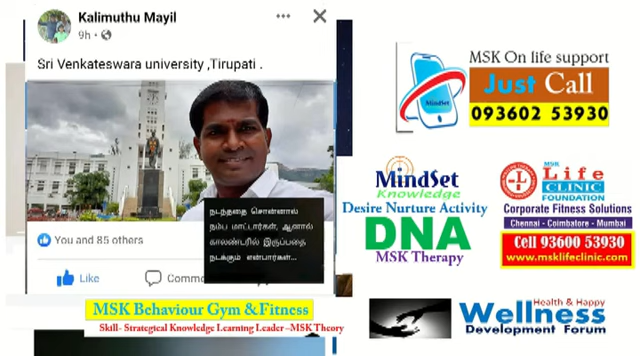 Kalimuthu Mayil
9h
Sri Venkateswara university ,Tirupati .
நடந்ததை சொன்னால்
நம்ப மாட்டார்கள், ஆனால்
காலண்டரில் இருப்பதை
நடக்கும் என்பார்கள்...
You and 85 others
Like
Comm
MSK Behaviour Gym & Fitness
Skill- Strategical Knowledge Learning Leader –MSK Theory
MSK On life support
Just Call
MindSet
093602 53930
MindSet
Knowledge
Desire Nurture Activity
DNA
MSK Therapy
MSK
Life
CLINIC
FOUNDATION
Corporate Fitness Solutions
Chennai - Coimbatore - Mumbai
Cell 93600 53930
www.msklifeclinic.com
Health & Happy
Wellness
Development Forum